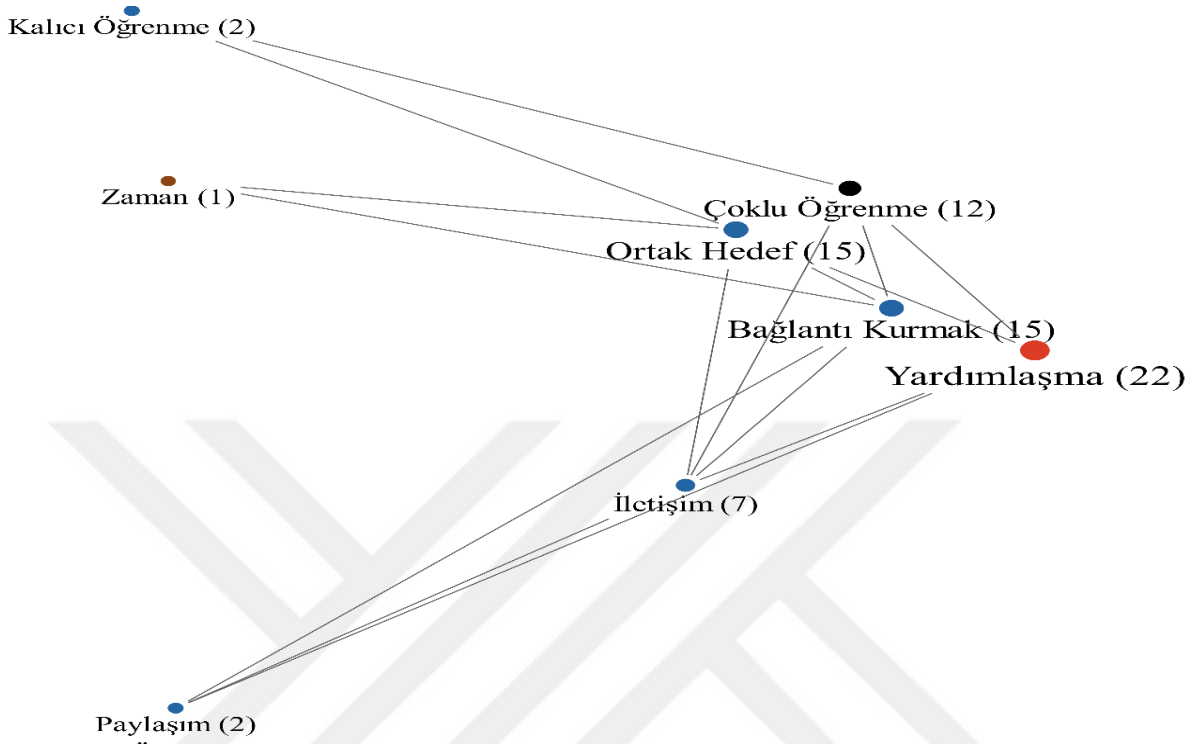 Kalıcı Öğrenme (2)
Zaman (1)
Çoklu Öğrenme (12)
Ortak Hedef (15)
Bağlantı Kurmak (15)
Yardımlaşma (22)
İletişim (7)
Paylaşım (2)